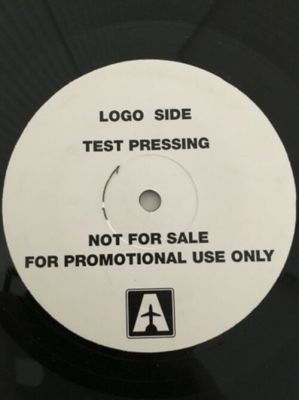 LOGO SIDE
TEST PRESSING
NOT FOR SALE
FOR PROMOTIONAL USE ONLY
A